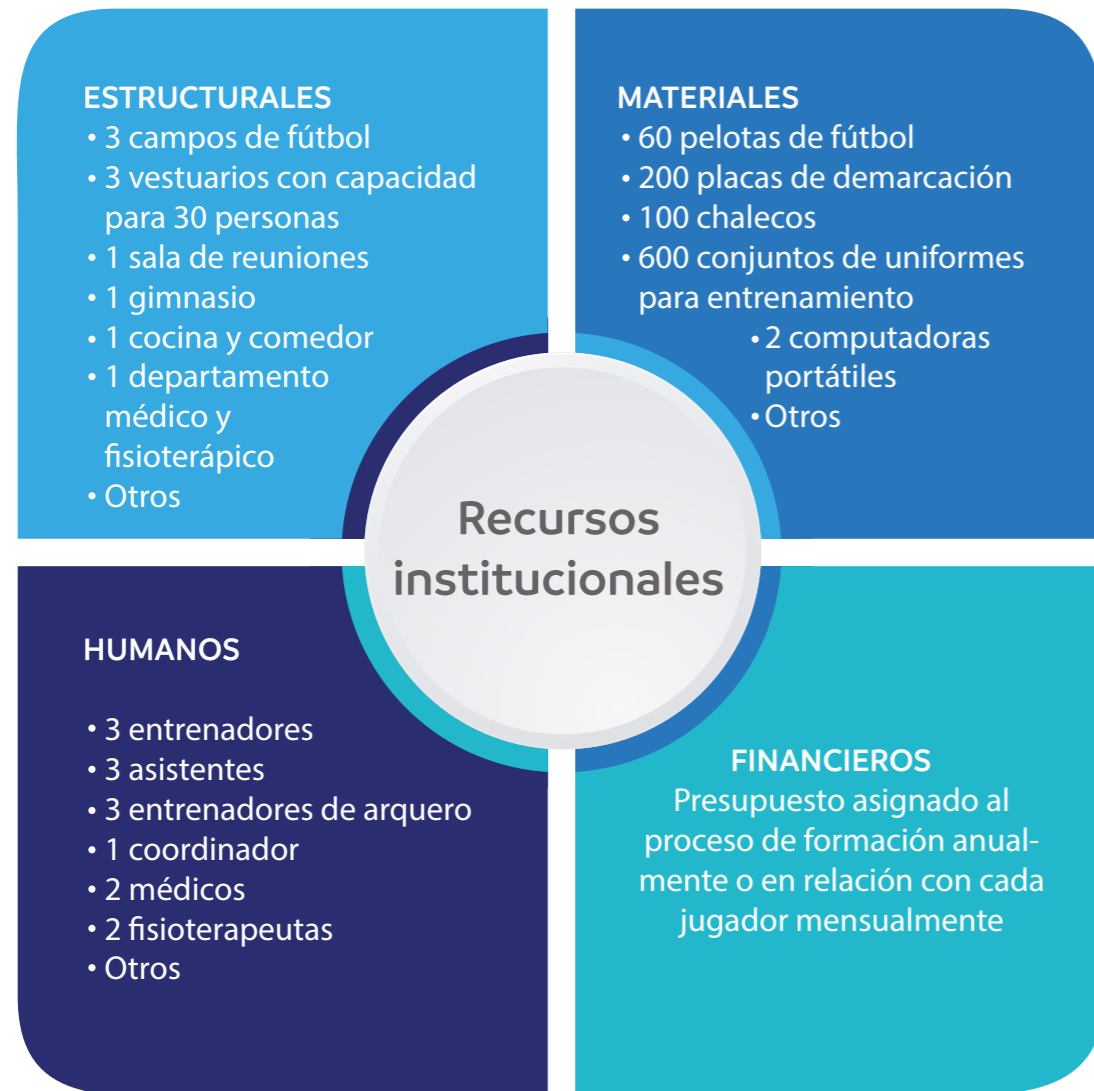 ESTRUCTURALES
• 3 campos de fútbol
• 3 vestuarios con capacidad
para 30 personas
• 1 sala de reuniones
• 1 gimnasio
• 1 cocina y comedor
• 1 departamento
médico y
fisioterápico
• Otros
MATERIALES
• 60 pelotas de fútbol
• 200 placas de demarcación
• 100 chalecos
• 600 conjuntos de uniformes
para entrenamiento
• 2 computadoras
portátiles
• Otros
Recursos
institucionales
HUMANOS
• 3 entrenadores
• 3 asistentes
• 3 entrenadores de arquero
• 1 coordinador
• 2 médicos
• 2 fisioterapeutas
• Otros
FINANCIEROS
Presupuesto asignado al
proceso de formación anual-
mente o en relación con cada
jugador mensualmente